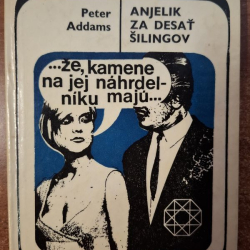 Peter
Addams
ANJELIK
ZA DESAŤ
ŠILINGOV
...že, kamene
na jej náhrdel-
níku majú...